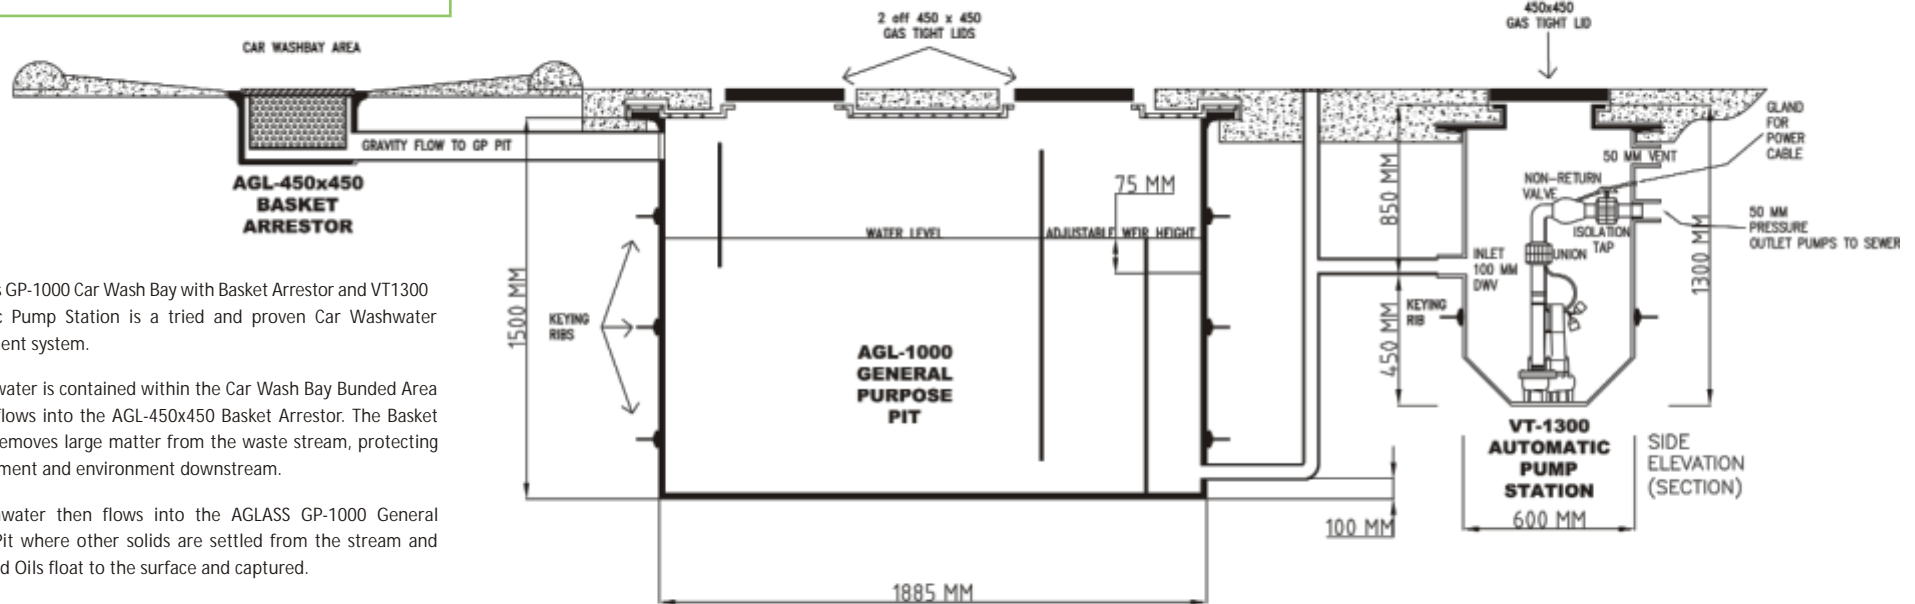 2 off 450 x 450
GAS TIGHT LIDS
450x450
GAS TIGHT LID
CAR WASHBAY AREA
GLAND
FOR
POWER
CABLE
GRAVITY FLOW TO GP PIT
50 MM VENT
AGL-450x450
BASKET
ARRESTOR
75 MM
850 MM
NON-RETURN
VALVE
50 MM
PRESSURE
OUTLET PUMPS TO SEWER
WATER LEVEL
ADJUSTABLE WEIR HEIGHT
ISOLATION
TAP
UNION
INLET
100 MM
DWV
1300 MM
1500 MM
KEYING
RIBS
KEYING
RIB
450 MM
AGL-1000
GENERAL
PURPOSE
PIT
GP-1000 Car Wash Bay with Basket Arrestor and VT1300
Pump Station is a tried and proven Car Washwater
ent system.
water is contained within the Car Wash Bay Bunded Area
flows into the AGL-450x450 Basket Arrestor. The Basket
emoves large matter from the waste stream, protecting
ment and environment downstream.
water then flows into the AGLASS GP-1000 General
Pit where other solids are settled from the stream and
d Oils float to the surface and captured.
VT-1300
AUTOMATIC
PUMP
STATION
SIDE
ELEVATION
(SECTION)
600 MM
100 MM
1885 MM